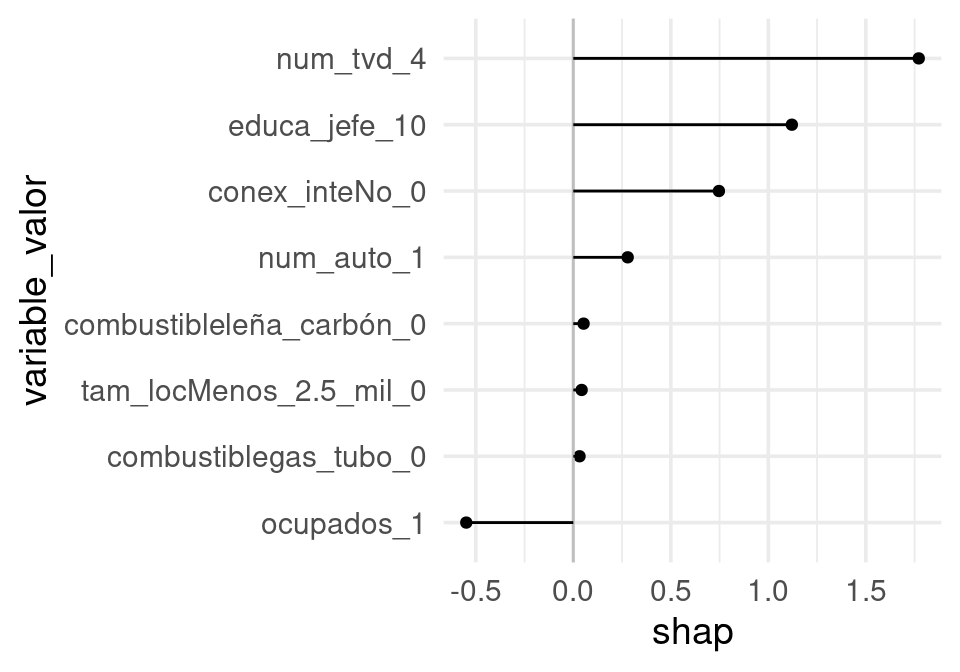 variable_valor
num_tvd_4
educa_jefe_10
conex_inteNo_0
num_auto_1
combustibleleña_carbón_0
tam_locMenos_2.5_mil_0
combustiblegas_tubo_0
ocupados_1
-0.5 0.0 0.5 1.0 1.5
shap